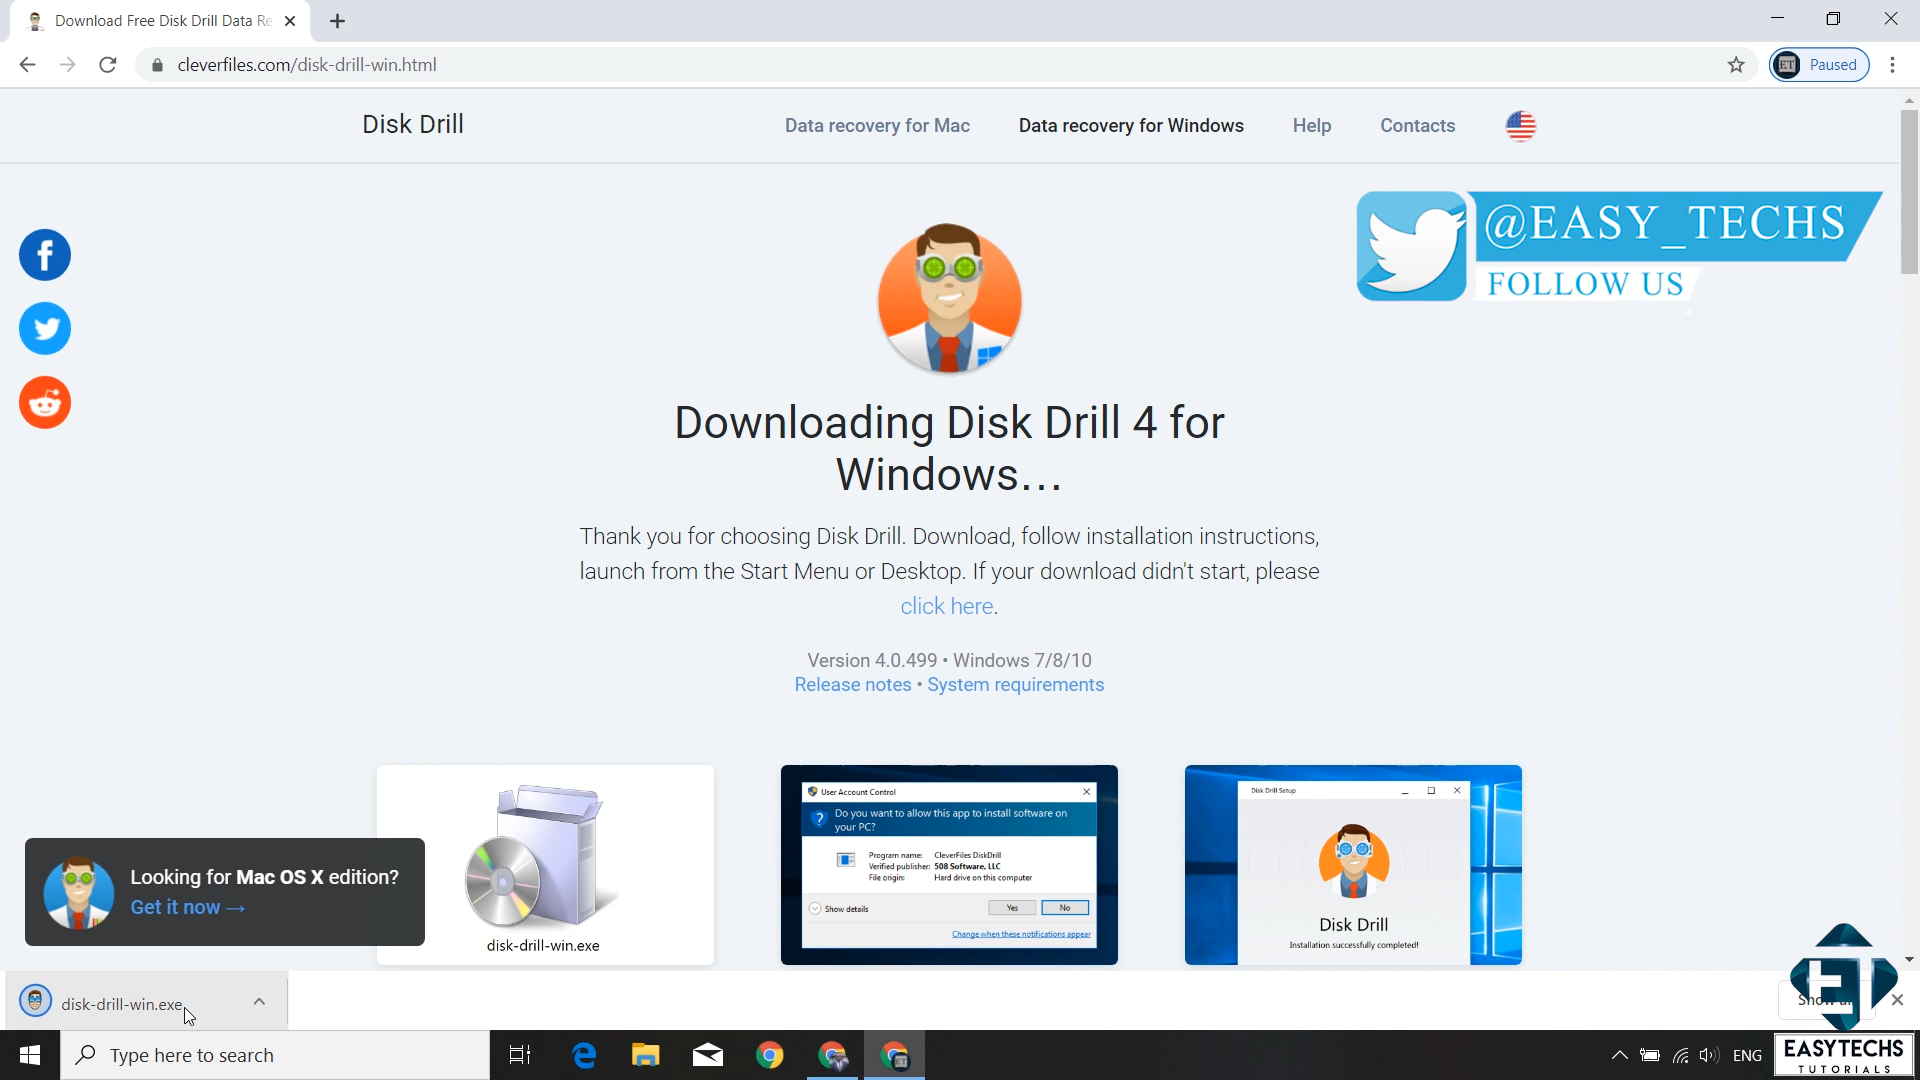 Download Free Disk Drill Data Re
cleverfiles.com/disk-drill-win.html
ET
Paused
Disk Drill
Data recovery for Mac
Data recovery for Windows
Help
Contacts
@EASY_TECHS
FOLLOW US
Downloading Disk Drill 4 for
Windows...
Thank you for choosing Disk Drill. Download, follow installation instructions,
launch from the Start Menu or Desktop. If your download didn't start, please
click here.
Version 4.0.499 • Windows 7/8/10
Release notes • System requirements
disk-drill-win.exe
User Account Control
Do you want to allow this app to install software on
your PC?
Program name: CleverFiles DiskDrill
Verified publisher: 508 Software, LLC
File origin: Hard drive on this computer
Show details
Yes
No
Change when these notifications appear
Disk Drill Setup
Disk Drill
Installation successfully completed!
Looking for Mac OS X edition?
Get it now →
disk-drill-win.exe
Type here to search
ENG
ET
EASYTECHS
TUTORIALS